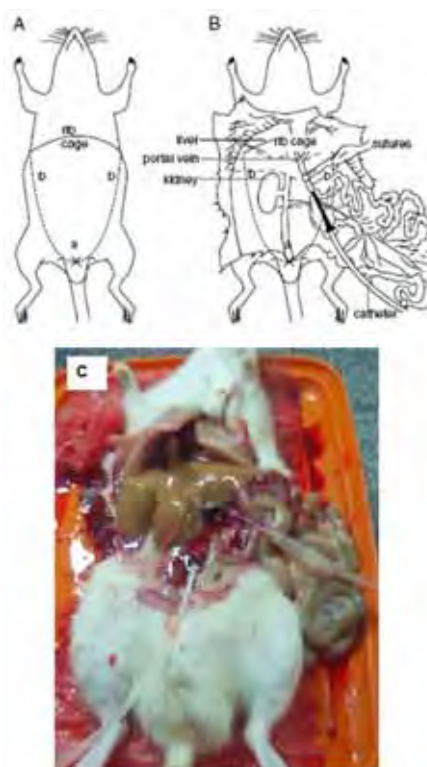 A
rib
cage
b
b
a
B
liver
rib cage
sutures
portal vein
b
b
kidney
a
catheter
C